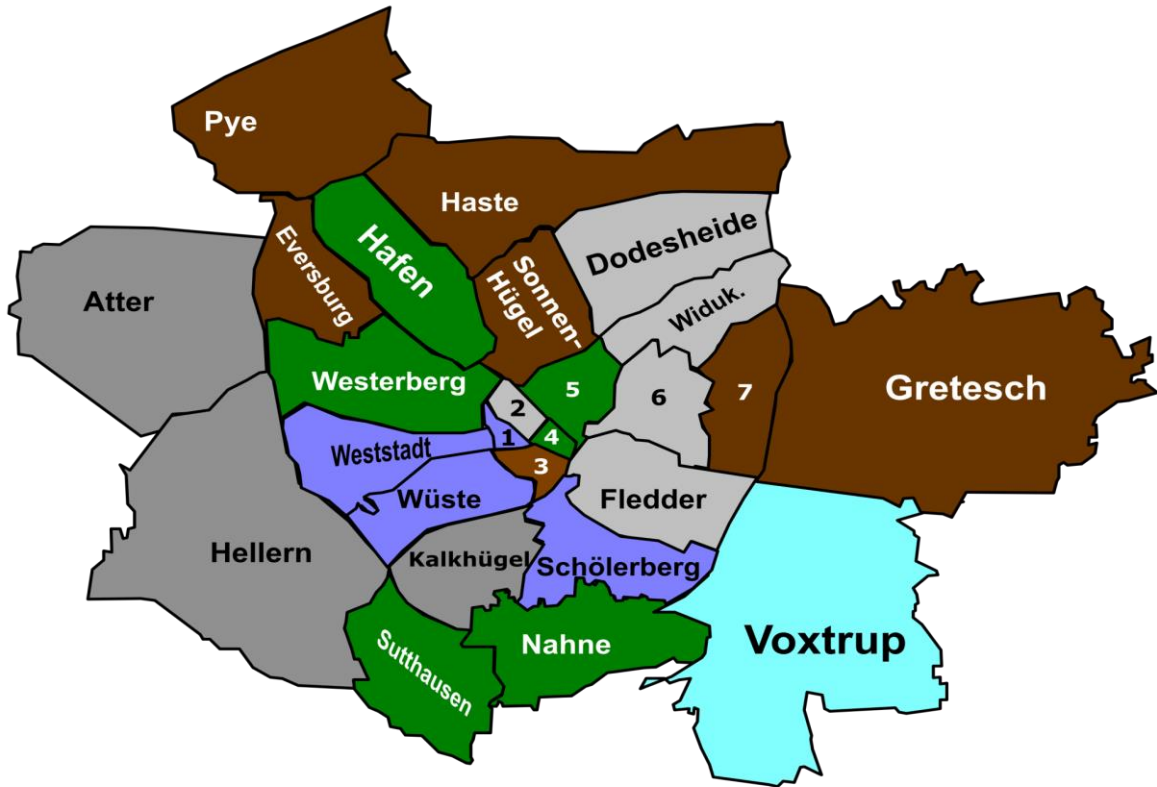 Pye
Haste
Dodesheide
Hafen
Sonnen-
Hügel
Eversburg
Atter
Widuk.
Gretesch
Westerberg
5
7
6
2
4
1
Weststadt
3
Wüste
Fledder
Hellern
Kalkhügel
Schölerberg
Nahne
Voxtrup
Sutthausen